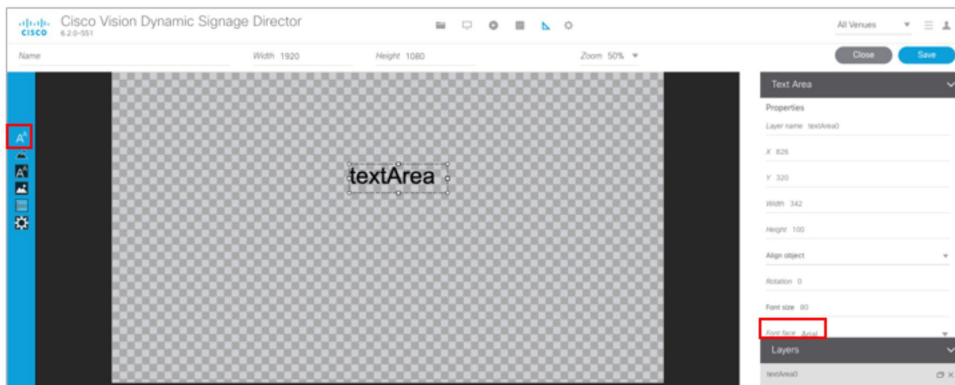 Cisco Vision Dynamic Signage Director
CISCO
6.2.0-551
All Venues
Name
Width 1920
Height 1080
Zoom 50%
Close
Save
Text Area
Properties
Layer name textArea0
X 826
Y 320
Width 342
Height 100
Align object
Rotation 0
Font size 80
Font face Arial
Layers
textArea0
textArea